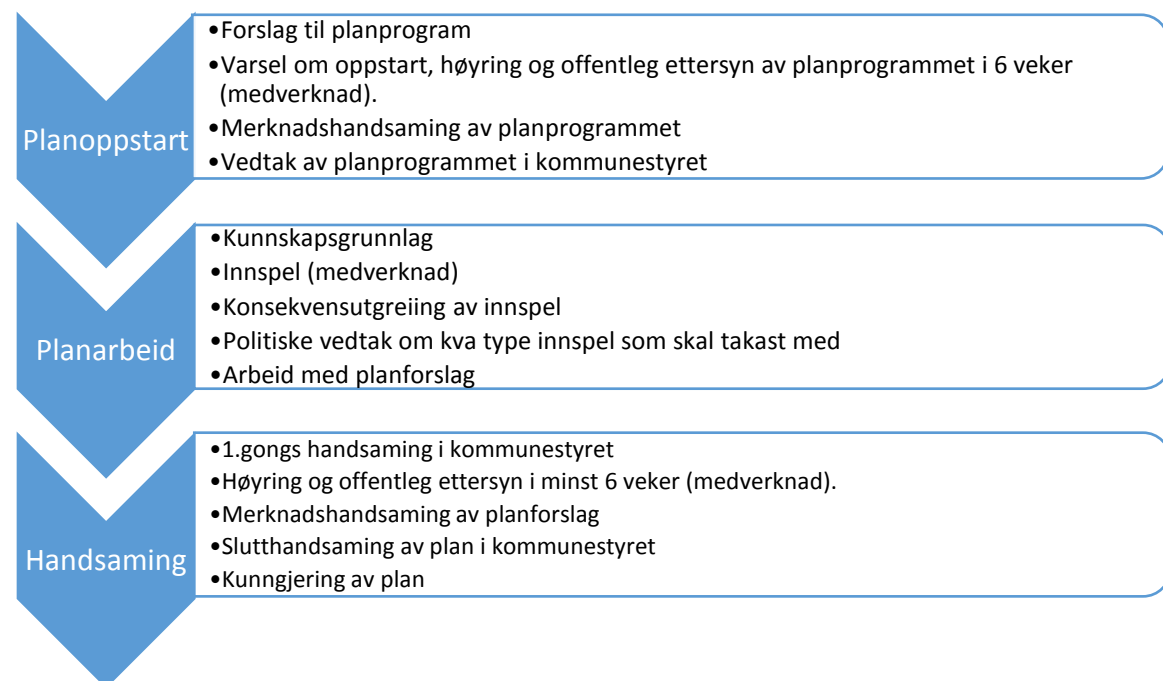 Planoppstart
•Forslag til planprogram
•Varsel om oppstart, høyring og offentleg ettersyn av planprogrammet i 6 veker
(medverknad).
•Merknadshandsaming av planprogrammet
•Vedtak av planprogrammet i kommunestyret
Planarbeid
•Kunnskapsgrunnlag
•Innspel (medverknad)
•Konsekvensutgreiing av innspel
•Politiske vedtak om kva type innspel som skal takast med
•Arbeid med planforslag
Handsaming
•1.gongs handsaming i kommunestyret
•Høyring og offentleg ettersyn i minst 6 veker (medverknad).
•Merknadshandsaming av planforslag
•Slutthandsaming av plan i kommunestyret
•Kunngjering av plan